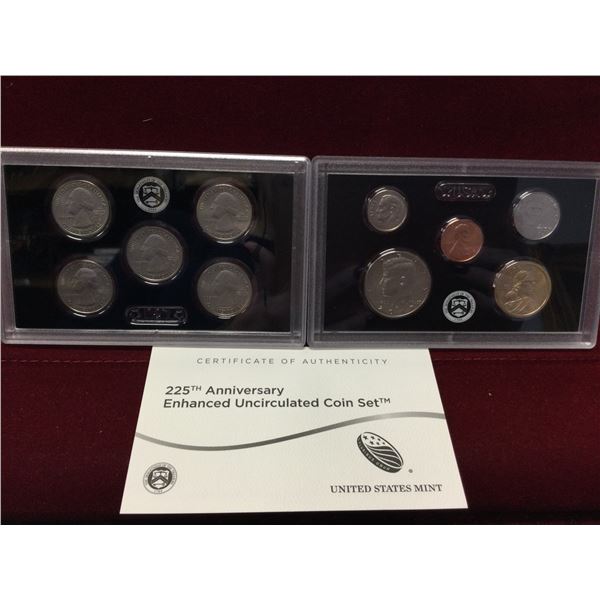 CERTIFICATE OF AUTHENTICITY
225TH Anniversary
Enhanced Uncirculated Coin Set™
UNITED STATES MINT